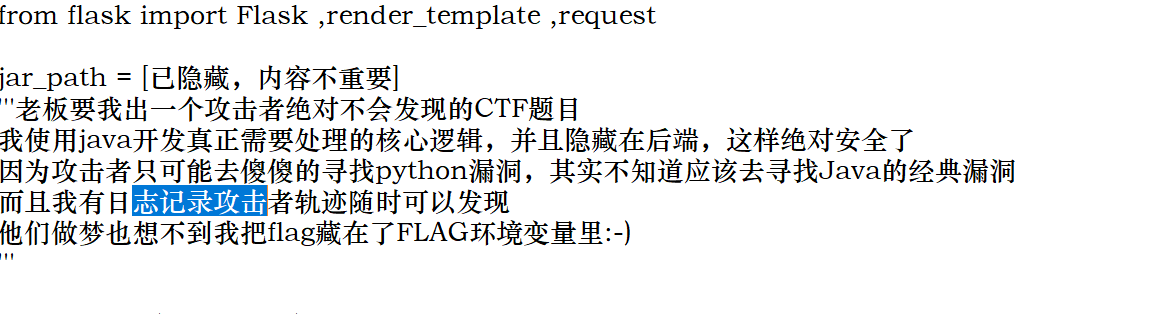 from flask import Flask ,render_template ,request
jar_path = [已隐藏，内容不重要]
'''老板要我出一个攻击者绝对不会发现的CTF题目
我使用java开发真正需要处理的核心逻辑，并且隐藏在后端，这样绝对安全了
因为攻击者只可能去傻傻的寻找python漏洞，其实不知道应该去寻找Java的经典漏洞
而且我有日志记录攻击者轨迹随时可以发现
他们做梦也想不到我把flag藏在了FLAG环境变量里:-)
'''